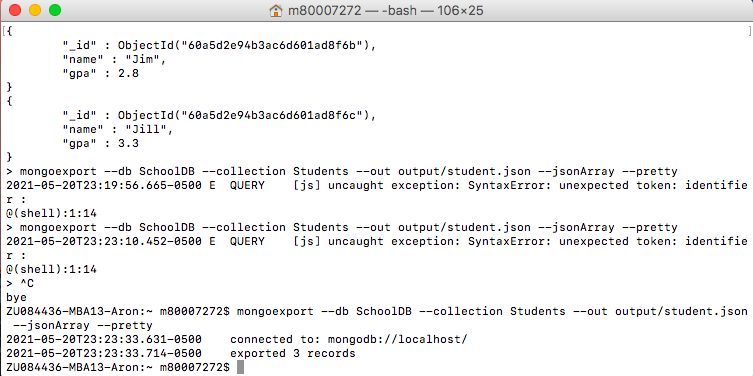 m80007272 — -bash — 106×25
{
"_id" : ObjectId("60a5d2e94b3ac6d601ad8f6b"),
"name" : "Jim",
"gpa" : 2.8
}
{
"_id" : ObjectId("60a5d2e94b3ac6d601ad8f6c"),
"name" : "Jill",
"gpa" : 3.3
}
> mongoexport --db SchoolDB --collection Students --out output/student.json --jsonArray --pretty
2021-05-20T23:19:56.665-0500 E  QUERY    [js] uncaught exception: SyntaxError: unexpected token: identifie
r :
@(shell):1:14
> mongoexport --db SchoolDB --collection Students --out output/student.json --jsonArray --pretty
2021-05-20T23:23:10.452-0500 E  QUERY    [js] uncaught exception: SyntaxError: unexpected token: identifie
r :
@(shell):1:14
> ^C
bye
ZU084436-MBA13-Aron:~ m80007272$ mongoexport --db SchoolDB --collection Students --out output/student.json
--jsonArray --pretty
2021-05-20T23:23:33.631-0500    connected to: mongodb://localhost/
2021-05-20T23:23:33.714-0500    exported 3 records
ZU084436-MBA13-Aron:~ m80007272$